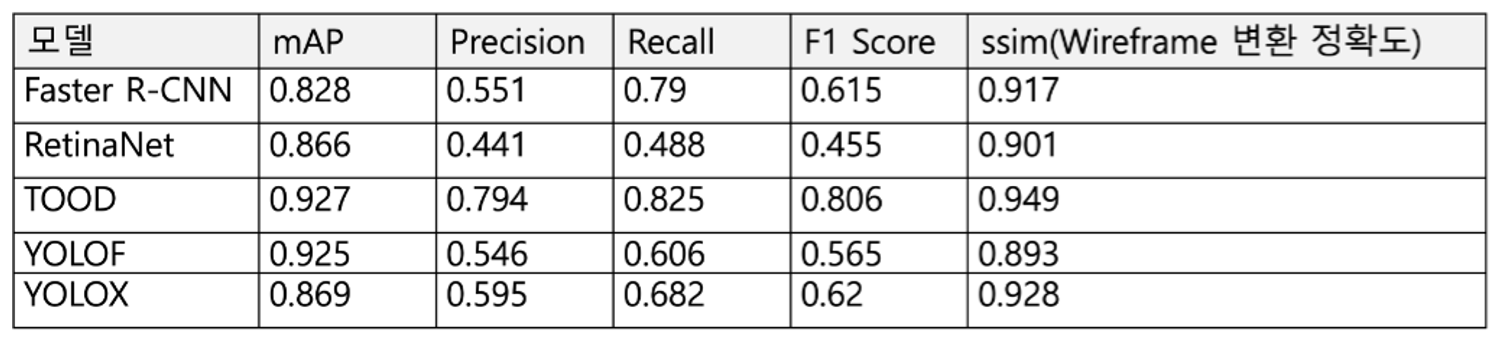 모델 mAP Precision Recall F1 Score ssim(Wireframe 변환 정확도)
Faster R-CNN 0.828 0.551 0.79 0.615 0.917
RetinaNet 0.866 0.441 0.488 0.455 0.901
TOOD 0.927 0.794 0.825 0.806 0.949
YOLOF 0.925 0.546 0.606 0.565 0.893
YOLOX 0.869 0.595 0.682 0.62 0.928